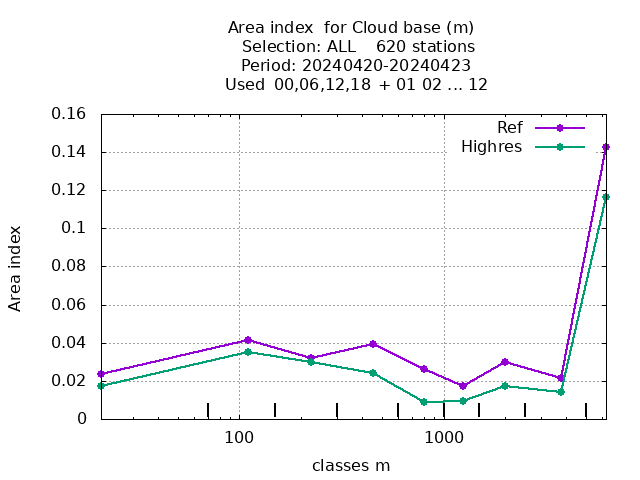 Area index  for Cloud base (m)
Selection: ALL    620 stations
Period: 20240420-20240423
Used  00,06,12,18 + 01 02 ... 12
0.16
Ref
Highres
0.14
0.12
0.1
0.08
0.06
0.04
0.02
0
Area index
100
1000
classes m